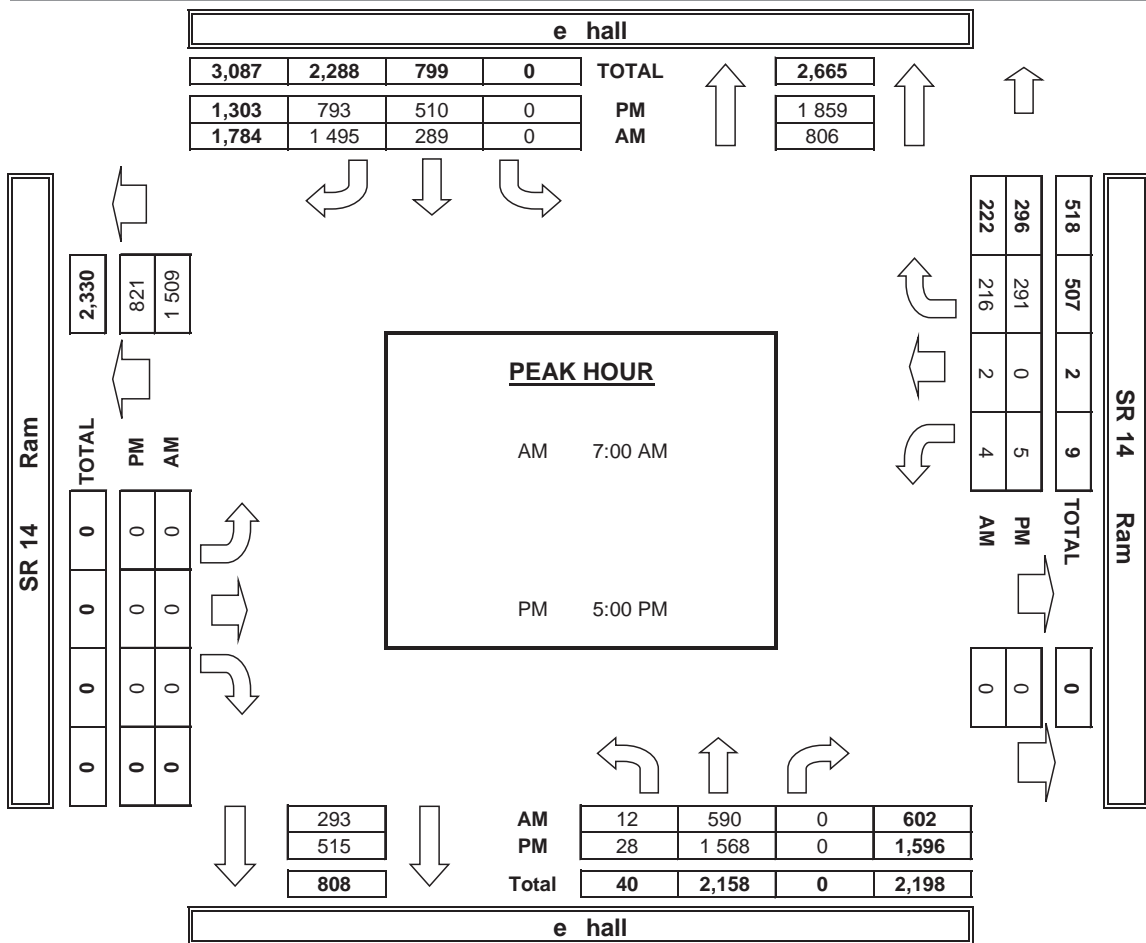 e hall
3,087 2,288 799 0 TOTAL 2,665
1,303 793 510 0 PM 1 859
1,784 1 495 289 0 AM 806
SR 14 Ram
2,330
821
1 509
TOTAL 0 0 0 0
PM 0 0 0 0
AM 0 0 0 0
PEAK HOUR
AM 7:00 AM
PM 5:00 PM
SR 14 Ram
518 507 2 9 TOTAL 0
296 291 0 5 PM 0
222 216 2 4 AM 0
293 AM 12 590 0 602
515 PM 28 1 568 0 1,596
808 Total 40 2,158 0 2,198
e hall